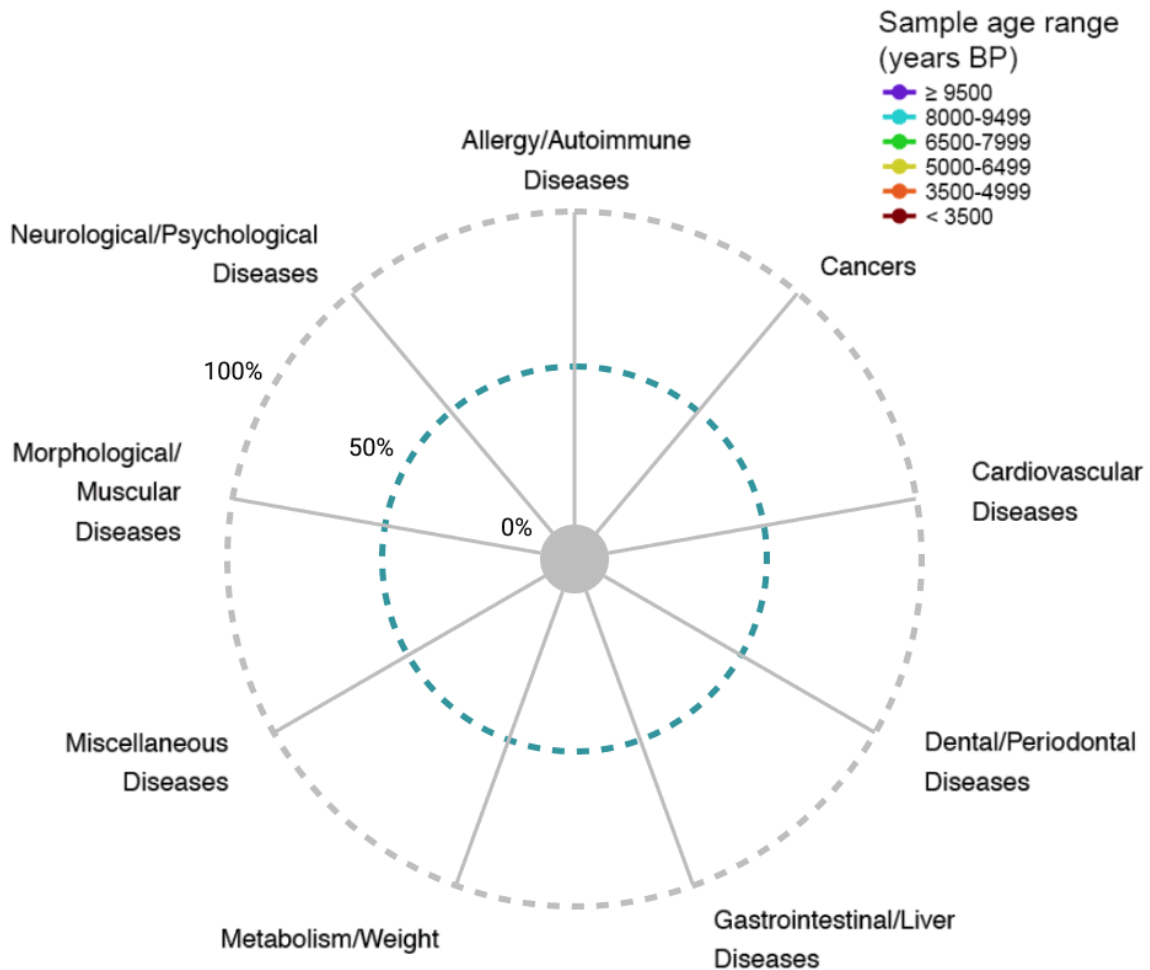 Sample age range
(years BP)
≥ 9500
8000-9499
6500-7999
5000-6499
3500-4999
< 3500
Allergy/Autoimmune
Diseases
Neurological/Psychological
Diseases
Cancers
100%
50%
0%
Morphological/
Muscular
Diseases
Cardiovascular
Diseases
Miscellaneous
Diseases
Dental/Periodontal
Diseases
Metabolism/Weight
Gastrointestinal/Liver
Diseases